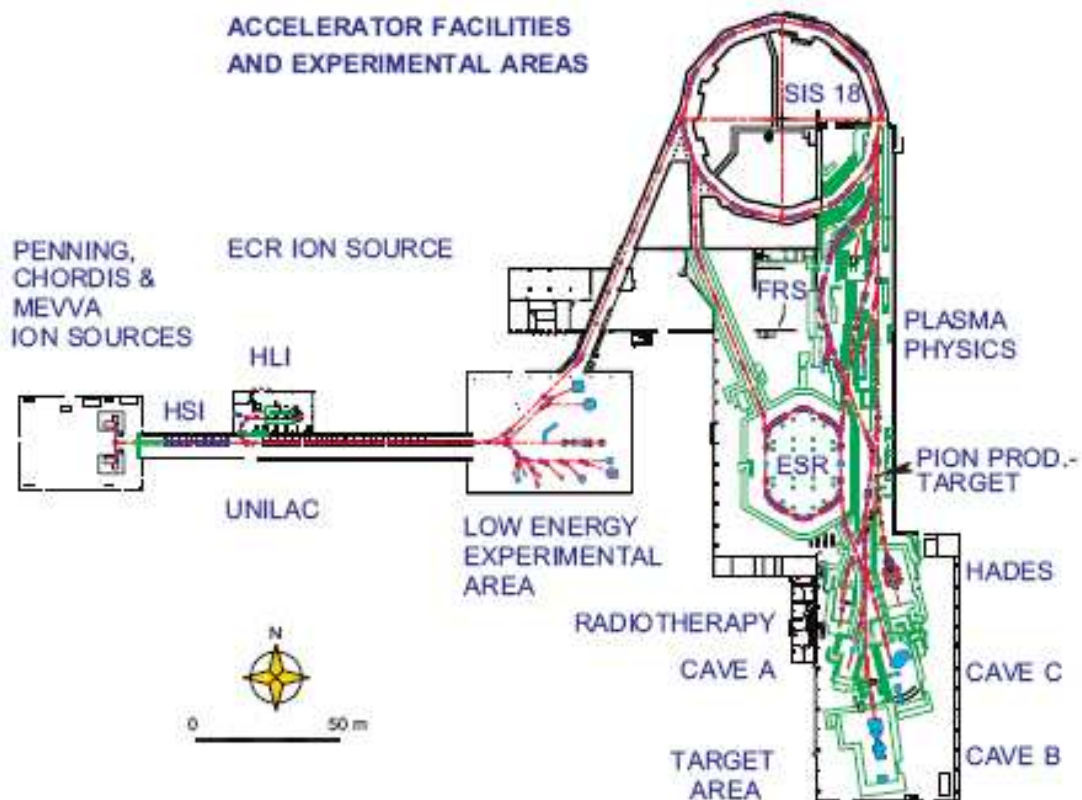 ACCELERATOR FACILITIES
AND EXPERIMENTAL AREAS
SIS 18
PENNING,
CHORDIS &
MEVVA
ION SOURCES
ECR ION SOURCE
HLI
HSI
UNILAC
LOW ENERGY
EXPERIMENTAL
AREA
FRS
PLASMA
PHYSICS
ESR
PION PROD.-
TARGET
HADES
RADIOTHERAPY
CAVE A
CAVE C
CAVE B
TARGET
AREA
N
0 50 m